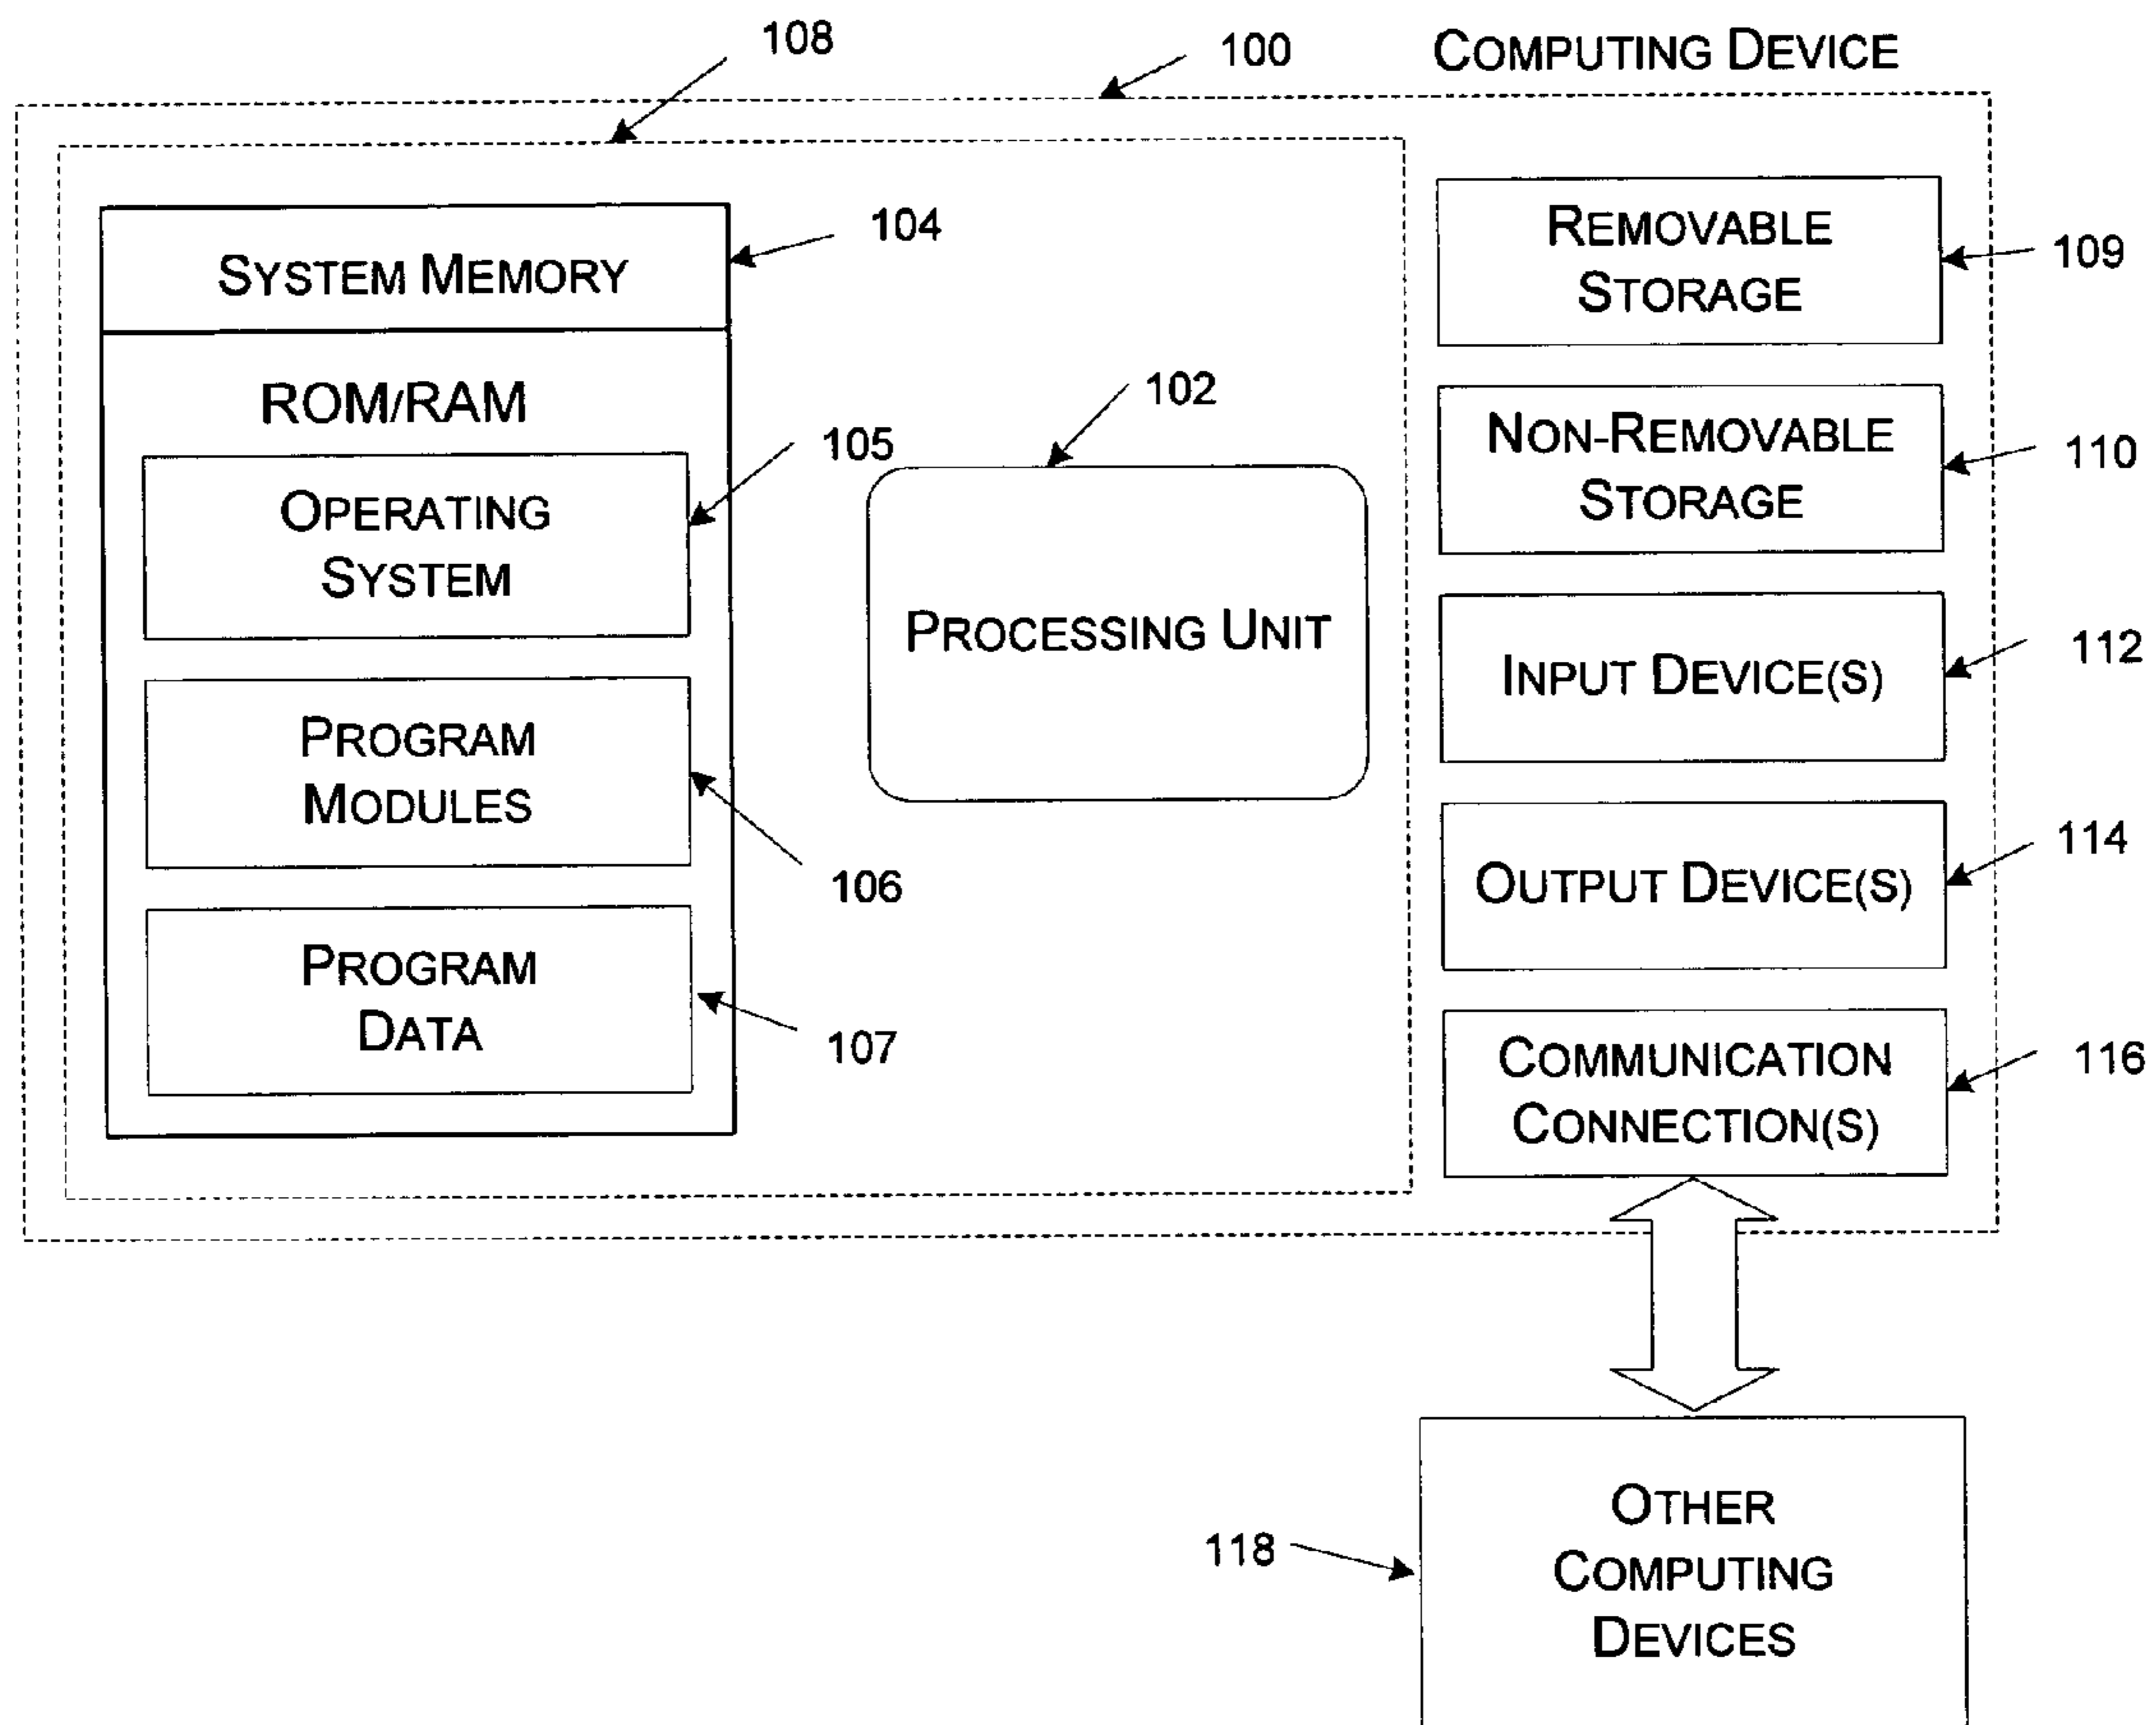 108
100
COMPUTING DEVICE
104
SYSTEM MEMORY
ROM/RAM
105
OPERATING
SYSTEM
PROGRAM
MODULES
106
PROGRAM
DATA
107
102
PROCESSING UNIT
REMOVABLE
STORAGE
109
NON-REMOVABLE
STORAGE
110
INPUT DEVICE(S)
112
OUTPUT DEVICE(S)
114
COMMUNICATION
CONNECTION(S)
116
118
OTHER
COMPUTING
DEVICES